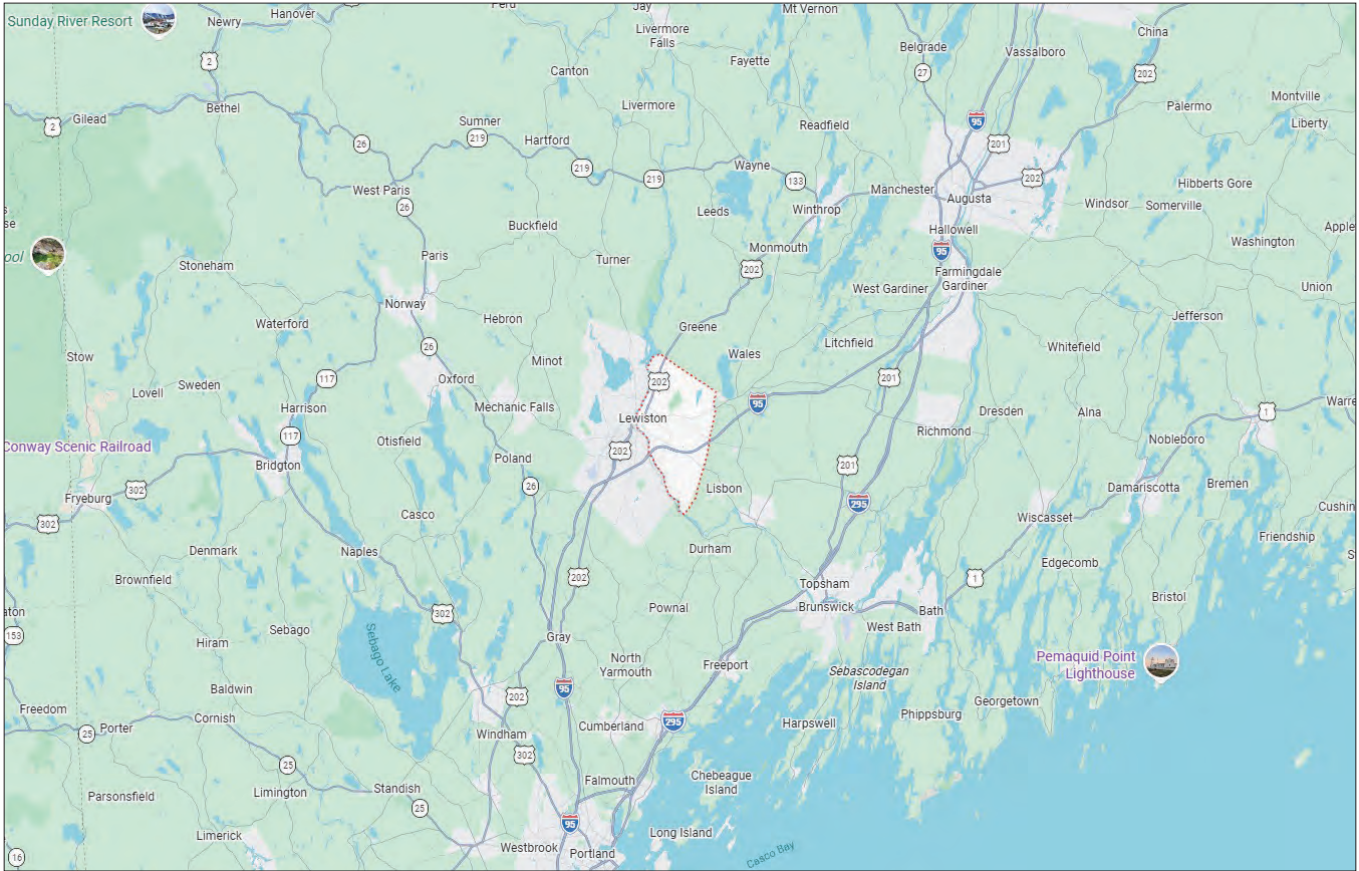 Sunday River Resort
Newry
Hanover
Jay
Livermore
Falls
Mt Vernon
China
Belgrade
Vassalboro
27
202
2
Canton
Fayette
Bethel
Livermore
Palermo
Montville
Liberty
Gilead
2
Sumner
219
Hartford
Readfield
95
201
26
219
219
Wayne
133
202
West Paris
Manchester
Augusta
Hibberts Gore
26
Leeds
Winthrop
Windsor
Somerville
Buckfield
Hallowell
Washington
Monmouth
95
Paris
Turner
202
Farmingdale
Gardiner
Stoneham
West Gardiner
Union
Norway
Waterford
Hebron
Greene
Jefferson
26
Litchfield
Whitefield
Stow
Minot
Wales
117
Oxford
202
201
Sweden
Lovell
Harrison
Mechanic Falls
95
Dresden
Alna
1
Lewiston
117
Otisfield
Richmond
Nobleboro
Conway Scenic Railroad
202
Bridgton
Poland
201
302
26
Lisbon
Damariscotta
Bremen
Fryeburg
295
302
Casco
Wiscasset
Friendship
Denmark
Naples
Durham
Edgecomb
Brownfield
202
Topsham
1
Bristol
302
Pownal
Brunswick
Bath
153
Sebago
West Bath
Hiram
Gray
Sebago Lake
North
Yarmouth
Freeport
Sebascodegan
Island
Pemaquid Point
Lighthouse
Baldwin
95
202
Georgetown
Freedom
Cornish
295
Phippsburg
Porter
25
Cumberland
Harpswell
Windham
302
25
Falmouth
Chebeague
Island
Parsonsfield
Limington
Standish
25
95
Limerick
Long Island
Westbrook
Portland
Casco Bay
16